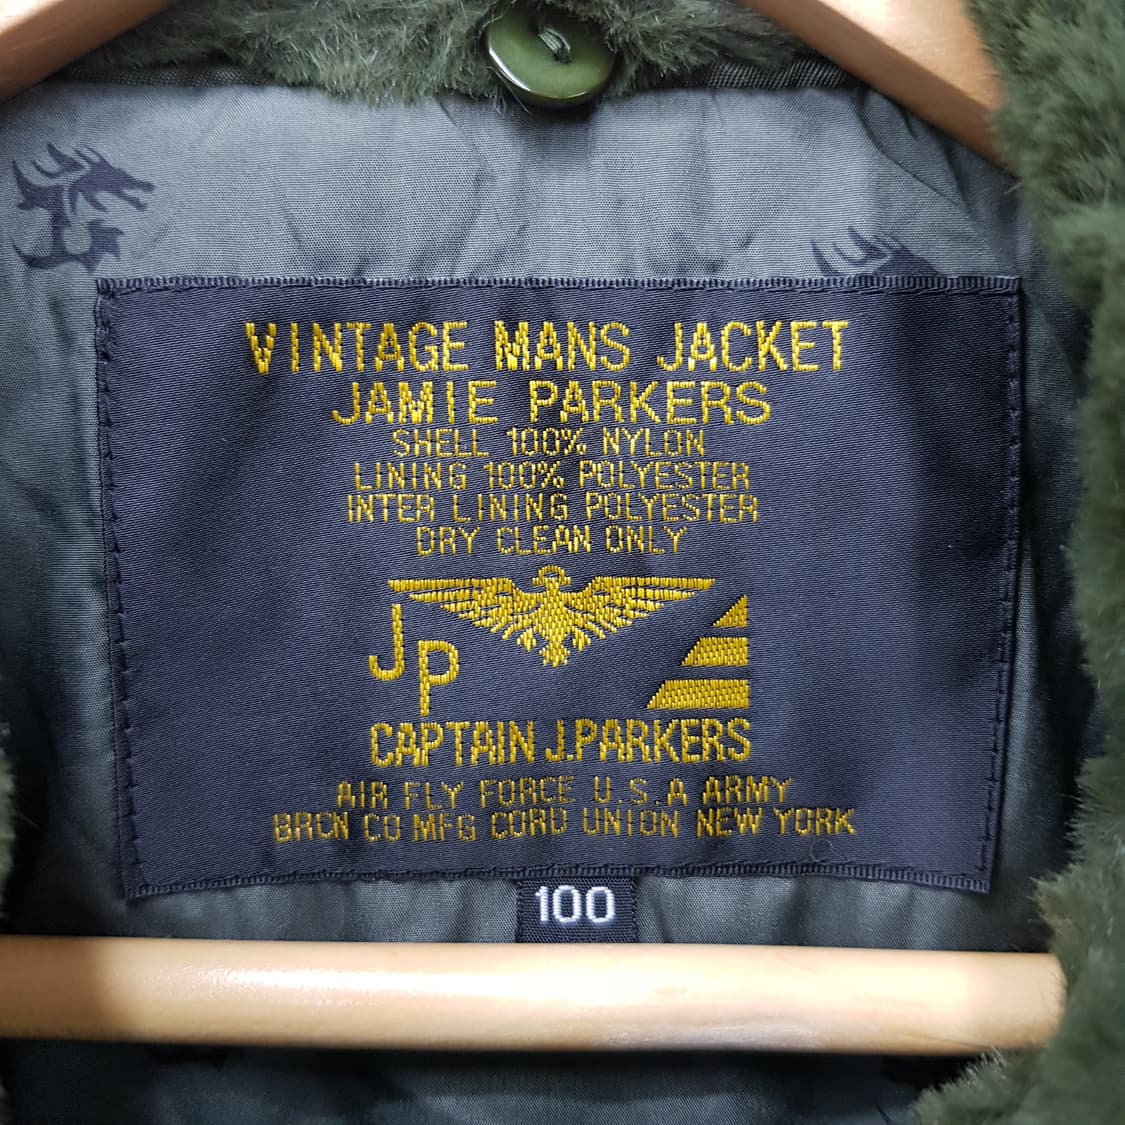 VINTAGE MANS JACKET
JAMIE PARKERS
SHELL 100% NYLON
LINING 100% POLYESTER
INTER LINING POLYESTER
DRY CLEAN ONLY
JP
CAPTAIN J.PARKERS
AIR FLY FORCE U.S.A ARMY
BRCN CO MFG CORD UNION NEW YORK
100